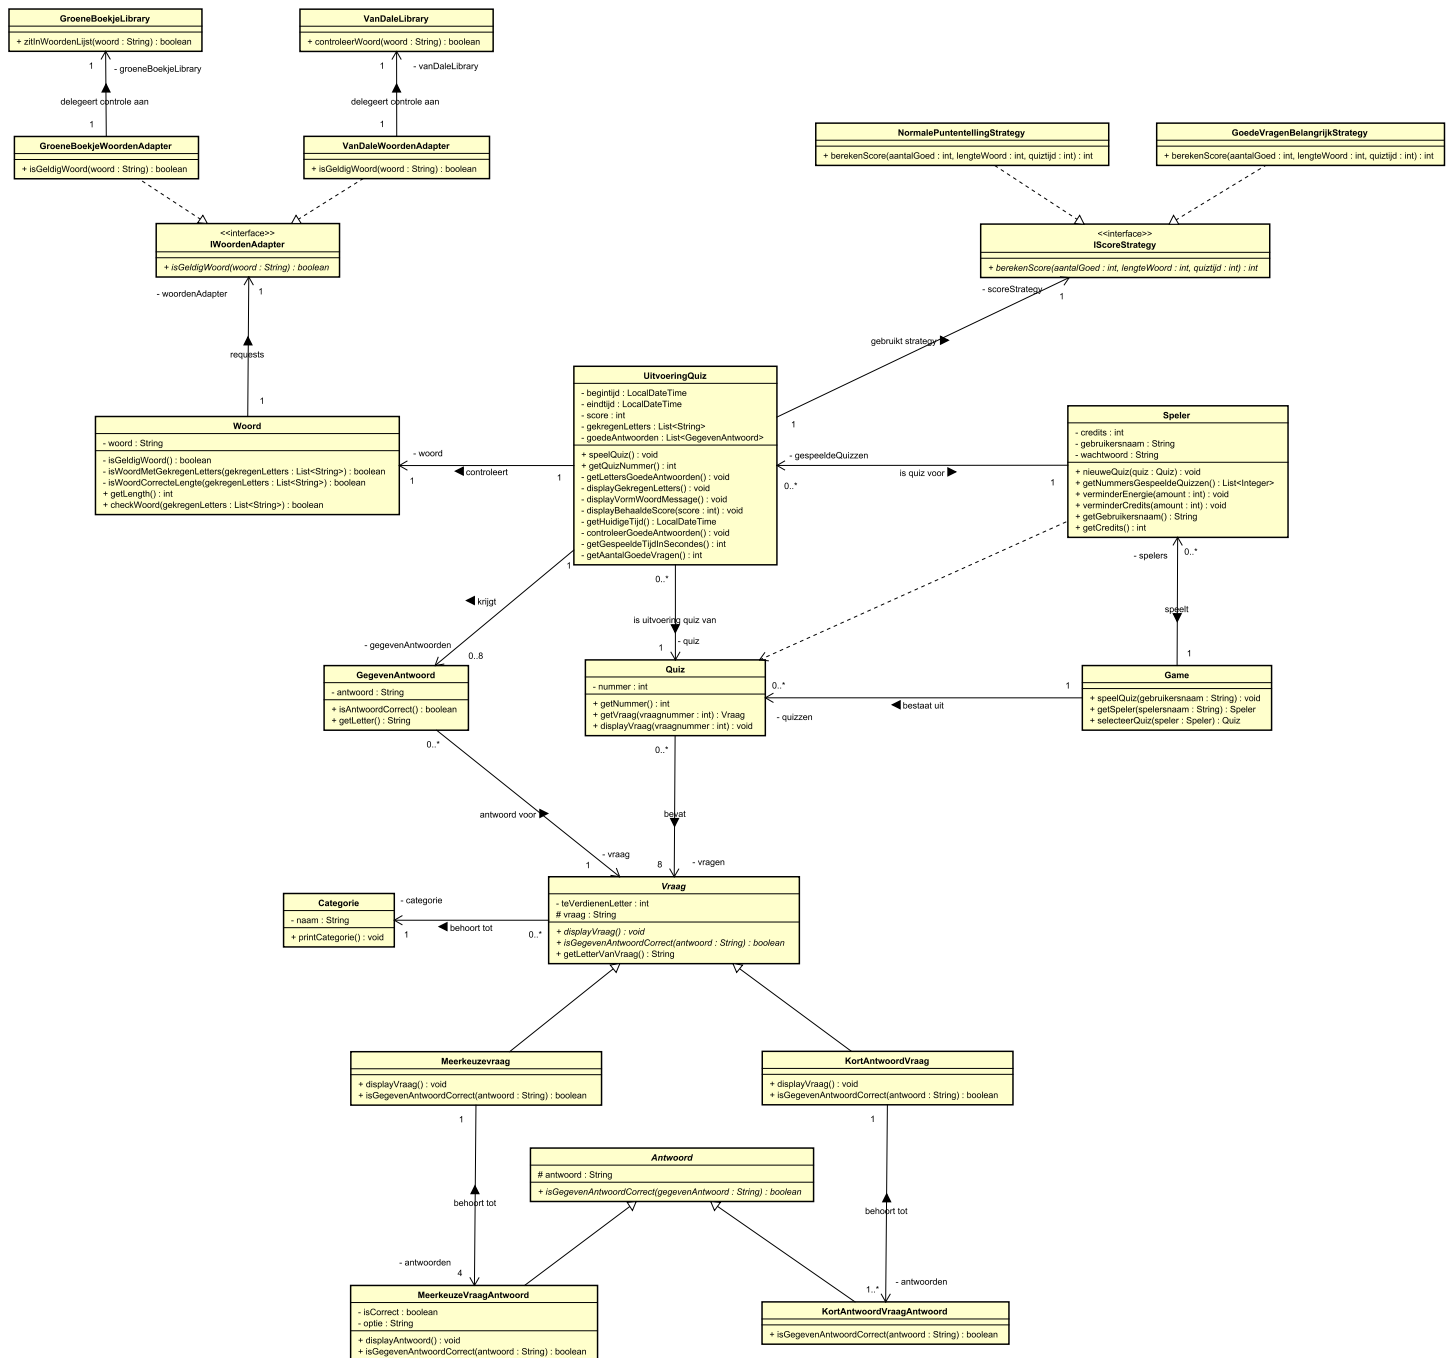 GroeneBoekjeLibrary
+ zitInWoordenLijst(woord : String) : boolean
VanDaleLibrary
+ controleerWoord(woord : String) : boolean
1
- groeneBoekjeLibrary
delegeert controle aan
1
1
- vanDaleLibrary
delegeert controle aan
1
GroeneBoekjeWoordenAdapter
+ isGeldigWoord(woord : String) : boolean
VanDaleWoordenAdapter
+ isGeldigWoord(woord : String) : boolean
NormalePuntentellingStrategy
+ berekenScore(aantalGoed : int, lengteWoord : int, quiztijd : int) : int
GoedeVragenBelangrijkStrategy
+ berekenScore(aantalGoed : int, lengteWoord : int, quiztijd : int) : int
<<interface>>
IWoordenAdapter
+ isGeldigWoord(woord : String) : boolean
<<interface>>
IScoreStrategy
+ berekenScore(aantalGoed : int, lengteWoord : int, quiztijd : int) : int
- woordenAdapter
1
requests
1
- scoreStrategy
1
gebruikt strategy
1
Woord
- woord : String
- isGeldigWoord() : boolean
- isWoordMetGekregenLetters(gekregenLetters : List<String>) : boolean
- isWoordCorrecteLengte(gekregenLetters : List<String>) : boolean
+ getLength() : int
+ checkWoord(gekregenLetters : List<String>) : boolean
- woord
controleert
1
1
UitvoeringQuiz
- begintijd : LocalDateTime
- eindtijd : LocalDateTime
- score : int
- gekregenLetters : List<String>
- goedeAntwoorden : List<GegevenAntwoord>
+ speelQuiz() : void
+ getQuizNummer() : int
- getLettersGoedeAntwoorden() : void
- displayGekregenLetters() : void
- displayVormWoordMessage() : void
- displayBehaaldeScore(score : int) : void
- getHuidigeTijd() : LocalDateTime
- controleerGoedeAntwoorden() : void
- getGespeeldeTijdInSecondes() : int
- getAantalGoedeVragen() : int
- gespeeldeQuizzen
is quiz voor
0..*
1
Speler
- credits : int
- gebruikersnaam : String
- wachtwoord : String
+ nieuweQuiz(quiz : Quiz) : void
+ getNummersGespeeldeQuizzen() : List<Integer>
+ verminderEnergie(amount : int) : void
+ verminderCredits(amount : int) : void
+ getGebruikersnaam() : String
+ getCredits() : int
1
krijgt
- gegevenAntwoorden
0..8
0..*
is uitvoering quiz van
1
- quiz
- spelers
0..*
speelt
1
GegevenAntwoord
- antwoord : String
+ isAntwoordCorrect() : boolean
+ getLetter() : String
Quiz
- nummer : int
+ getNummer() : int
+ getVraag(vraagnummer : int) : Vraag
+ displayVraag(vraagnummer : int) : void
0..*
1
bestaat uit
- quizzen
Game
+ speelQuiz(gebruikersnaam : String) : void
+ getSpeler(spelersnaam : String) : Speler
+ selecteerQuiz(speler : Speler) : Quiz
0..*
antwoord voor
- vraag
1
0..*
bevat
8
- vragen
Categorie
- naam : String
+ printCategorie() : void
- categorie
behoort tot
1
0..*
Vraag
- teVerdienenLetter : int
# vraag : String
+ displayVraag() : void
+ isGegevenAntwoordCorrect(antwoord : String) : boolean
+ getLetterVanVraag() : String
Meerkeuzevraag
+ displayVraag() : void
+ isGegevenAntwoordCorrect(antwoord : String) : boolean
KortAntwoordVraag
+ displayVraag() : void
+ isGegevenAntwoordCorrect(antwoord : String) : boolean
1
behoort tot
- antwoorden
4
Antwoord
# antwoord : String
+ isGegevenAntwoordCorrect(gegevenAntwoord : String) : boolean
1
behoort tot
1..*
- antwoorden
MeerkeuzeVraagAntwoord
- isCorrect : boolean
- optie : String
+ displayAntwoord() : void
+ isGegevenAntwoordCorrect(antwoord : String) : boolean
KortAntwoordVraagAntwoord
+ isGegevenAntwoordCorrect(antwoord : String) : boolean